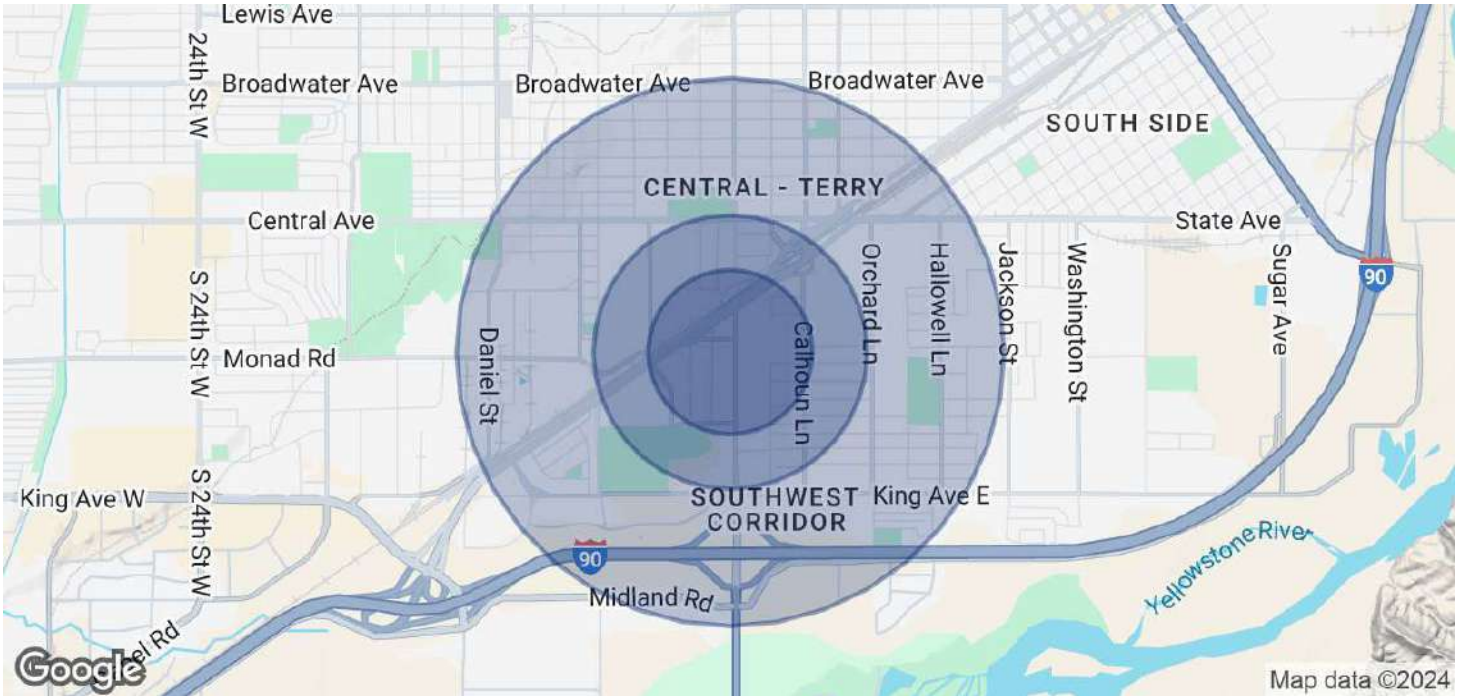 Lewis Ave
24th St W
Broadwater Ave
Broadwater Ave
Broadwater Ave
SOUTH SIDE
CENTRAL - TERRY
Central Ave
State Ave
S 24th St W
Orchard Ln
Hallowell Ln
Jackson St
Washington St
Sugar Ave
90
Monad Rd
Daniel St
Calhoun Ln
S 24th St W
King Ave W
SOUTHWEST
CORRIDOR
King Ave E
90
Midland Rd
Yellowstone River
Rd
Google
Map data ©2024